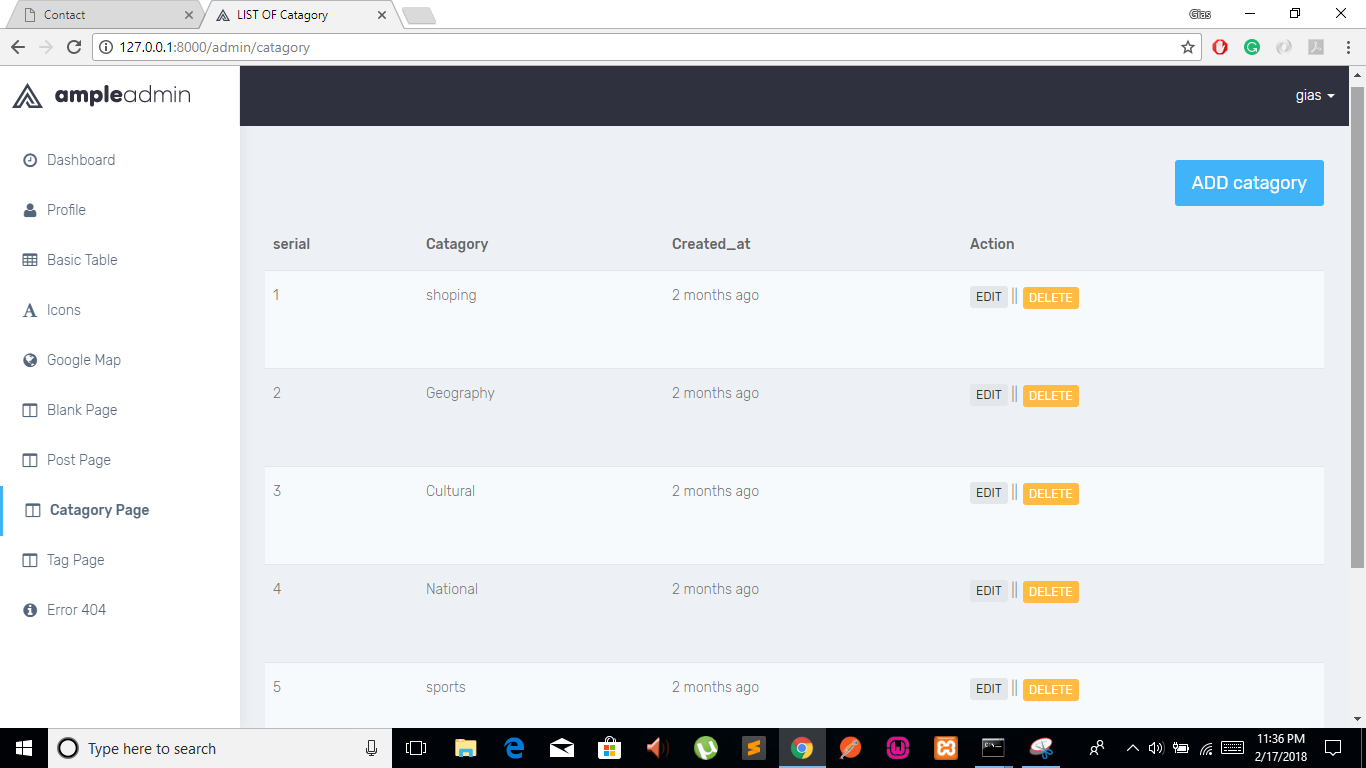 Contact
LIST OF Catagory
Gias
127.0.0.1:8000/admin/catagory
ampleadmin
gias
Dashboard
Profile
Basic Table
Icons
Google Map
Blank Page
Post Page
Catagory Page
Tag Page
Error 404
ADD catagory
serial Catagory Created_at Action
1 shoping 2 months ago EDIT || DELETE
2 Geography 2 months ago EDIT || DELETE
3 Cultural 2 months ago EDIT || DELETE
4 National 2 months ago EDIT || DELETE
5 sports 2 months ago EDIT || DELETE
Type here to search
11:36 PM
2/17/2018